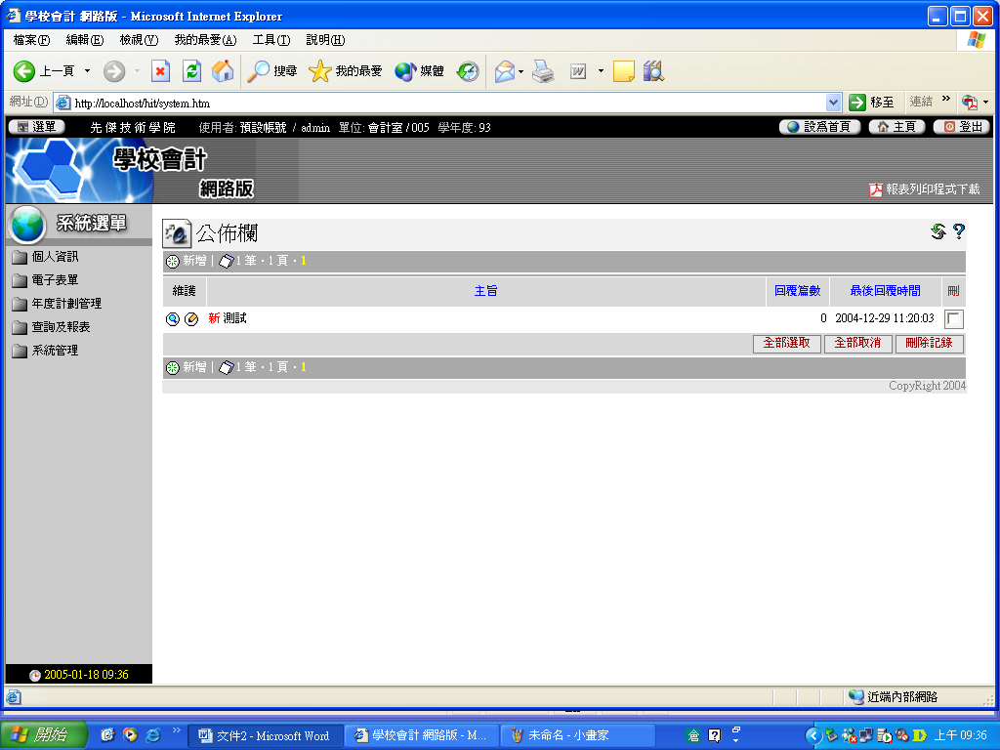 學校會計 網路版 - Microsoft Internet Explorer
檔案(F) 編輯(E) 檢視(V) 我的最愛(A) 工具(T) 說明(H)
上一頁 搜尋 我的最愛 媒體
網址(D) http://localhost/hit/system.htm 移至 連結 »
選單 先傑技術學院 使用者: 預設帳號 / admin 單位: 會計室 / 005 學年度: 93 設為首頁 主頁 登出
學校會計
網路版
報表列印程式下載
系統選單
個人資訊
電子表單
年度計劃管理
查詢及報表
系統管理
公佈欄
新增 | 1 筆‧1 頁‧1
維護 主旨 回覆篇數 最後回覆時間 刪
新 測試 0 2004-12-29 11:20:03
全部選取 全部取消 刪除記錄
新增 | 1 筆‧1 頁‧1
CopyRight 2004
2005-01-18 09:36
近端內部網路
開始 » 文件2 - Microsoft Word 學校會計 網路版 - M... 未命名 - 小畫家 倉 上午 09:36